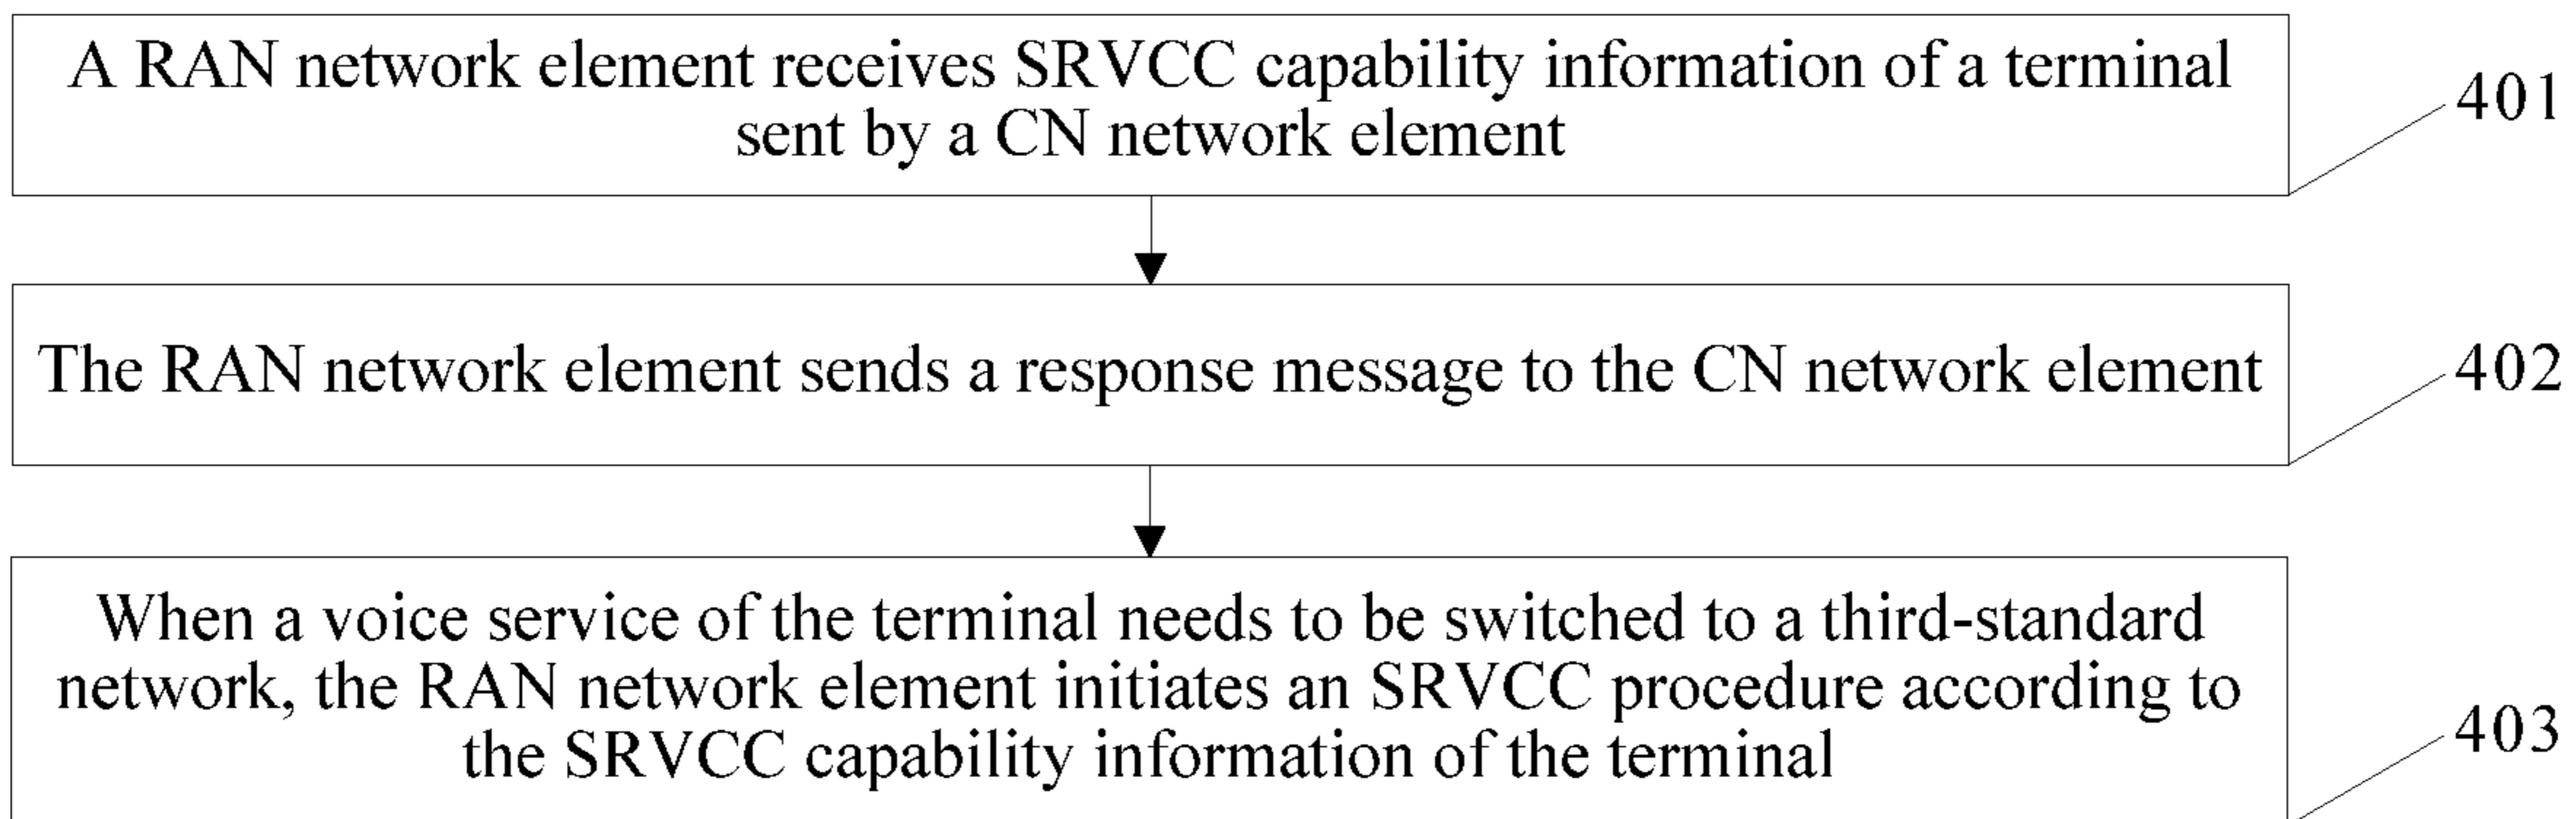 A RAN network element receives SRVCC capability information of a terminal
sent by a CN network element
401
The RAN network element sends a response message to the CN network element
402
When a voice service of the terminal needs to be switched to a third-standard
network, the RAN network element initiates an SRVCC procedure according to
the SRVCC capability information of the terminal
403